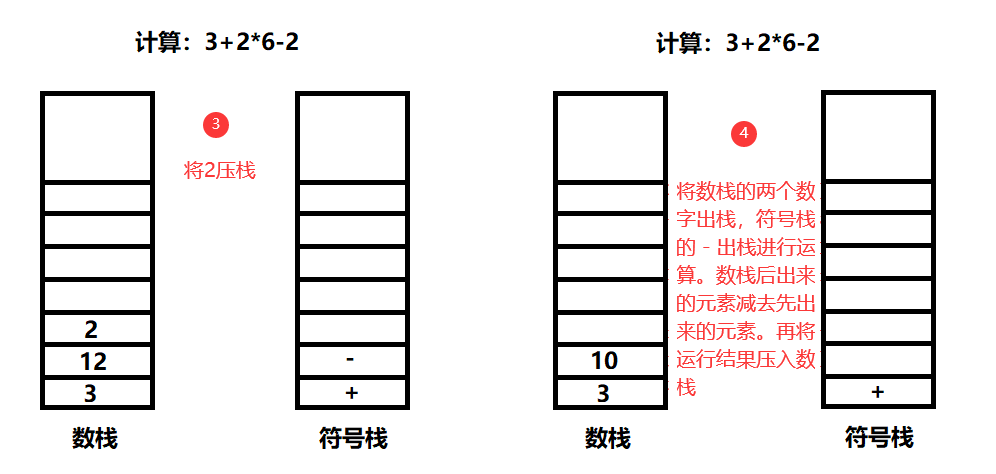 计算：3+2*6-2
3
将2压栈
2
12
3
-
+
数栈
符号栈
计算：3+2*6-2
4
将数栈的两个数
字出栈，符号栈
的 - 出栈进行运
算。数栈后出来
的元素减去先出
来的元素。再将
运行结果压入数
栈
10
3
+
数栈
符号栈